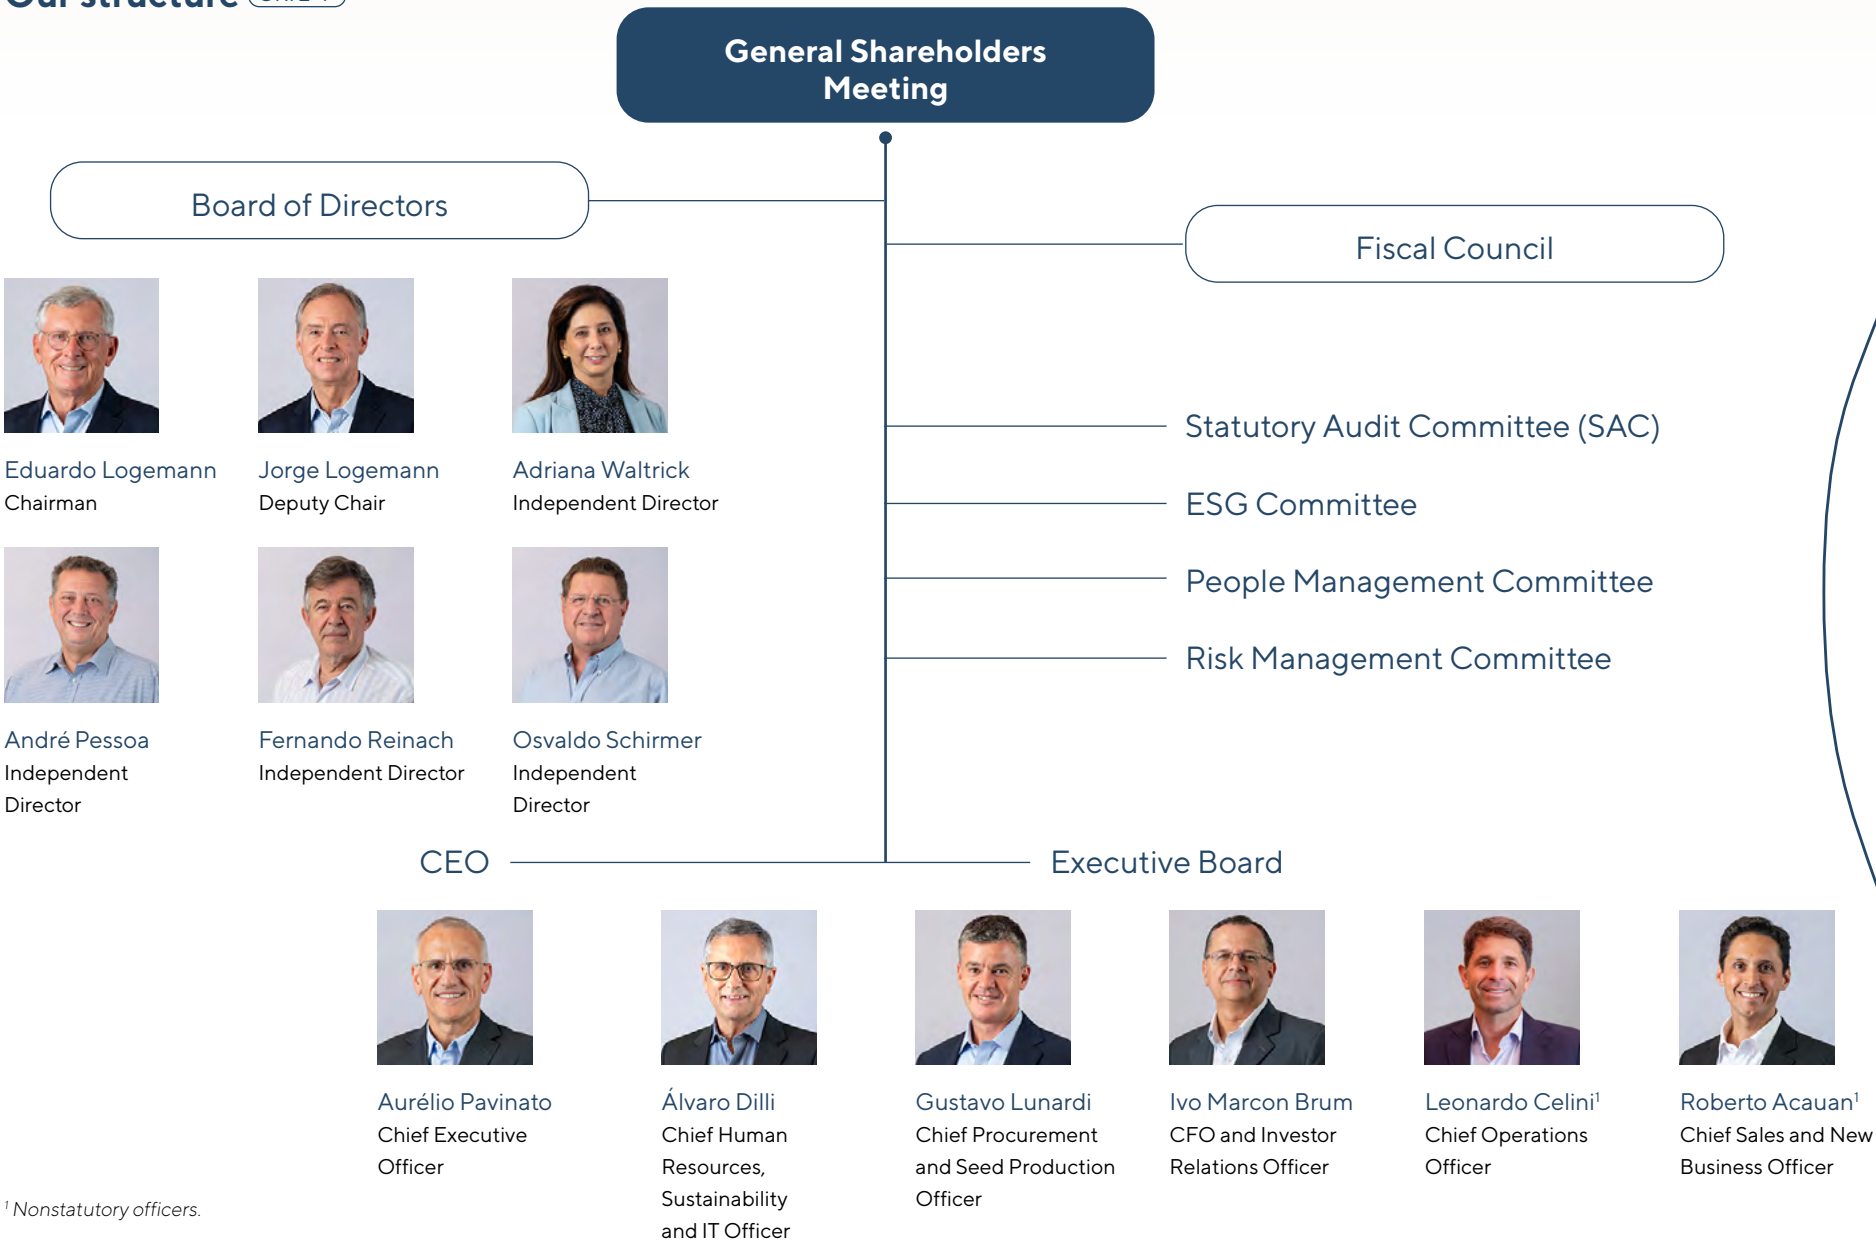 Our structure
General Shareholders
Meeting
Board of Directors
Fiscal Council
Eduardo Logemann
Chairman
Jorge Logemann
Deputy Chair
Adriana Waltrick
Independent Director
André Pessoa
Independent
Director
Fernando Reinach
Independent Director
Osvaldo Schirmer
Independent
Director
Statutory Audit Committee (SAC)
ESG Committee
People Management Committee
Risk Management Committee
CEO
Executive Board
Aurélio Pavinato
Chief Executive
Officer
Álvaro Dilli
Chief Human
Resources,
Sustainability
and IT Officer
Gustavo Lunardi
Chief Procurement
and Seed Production
Officer
Ivo Marcon Brum
CFO and Investor
Relations Officer
Leonardo Celini¹
Chief Operations
Officer
Roberto Acauan¹
Chief Sales and New
Business Officer
¹ Nonstatutory officers.